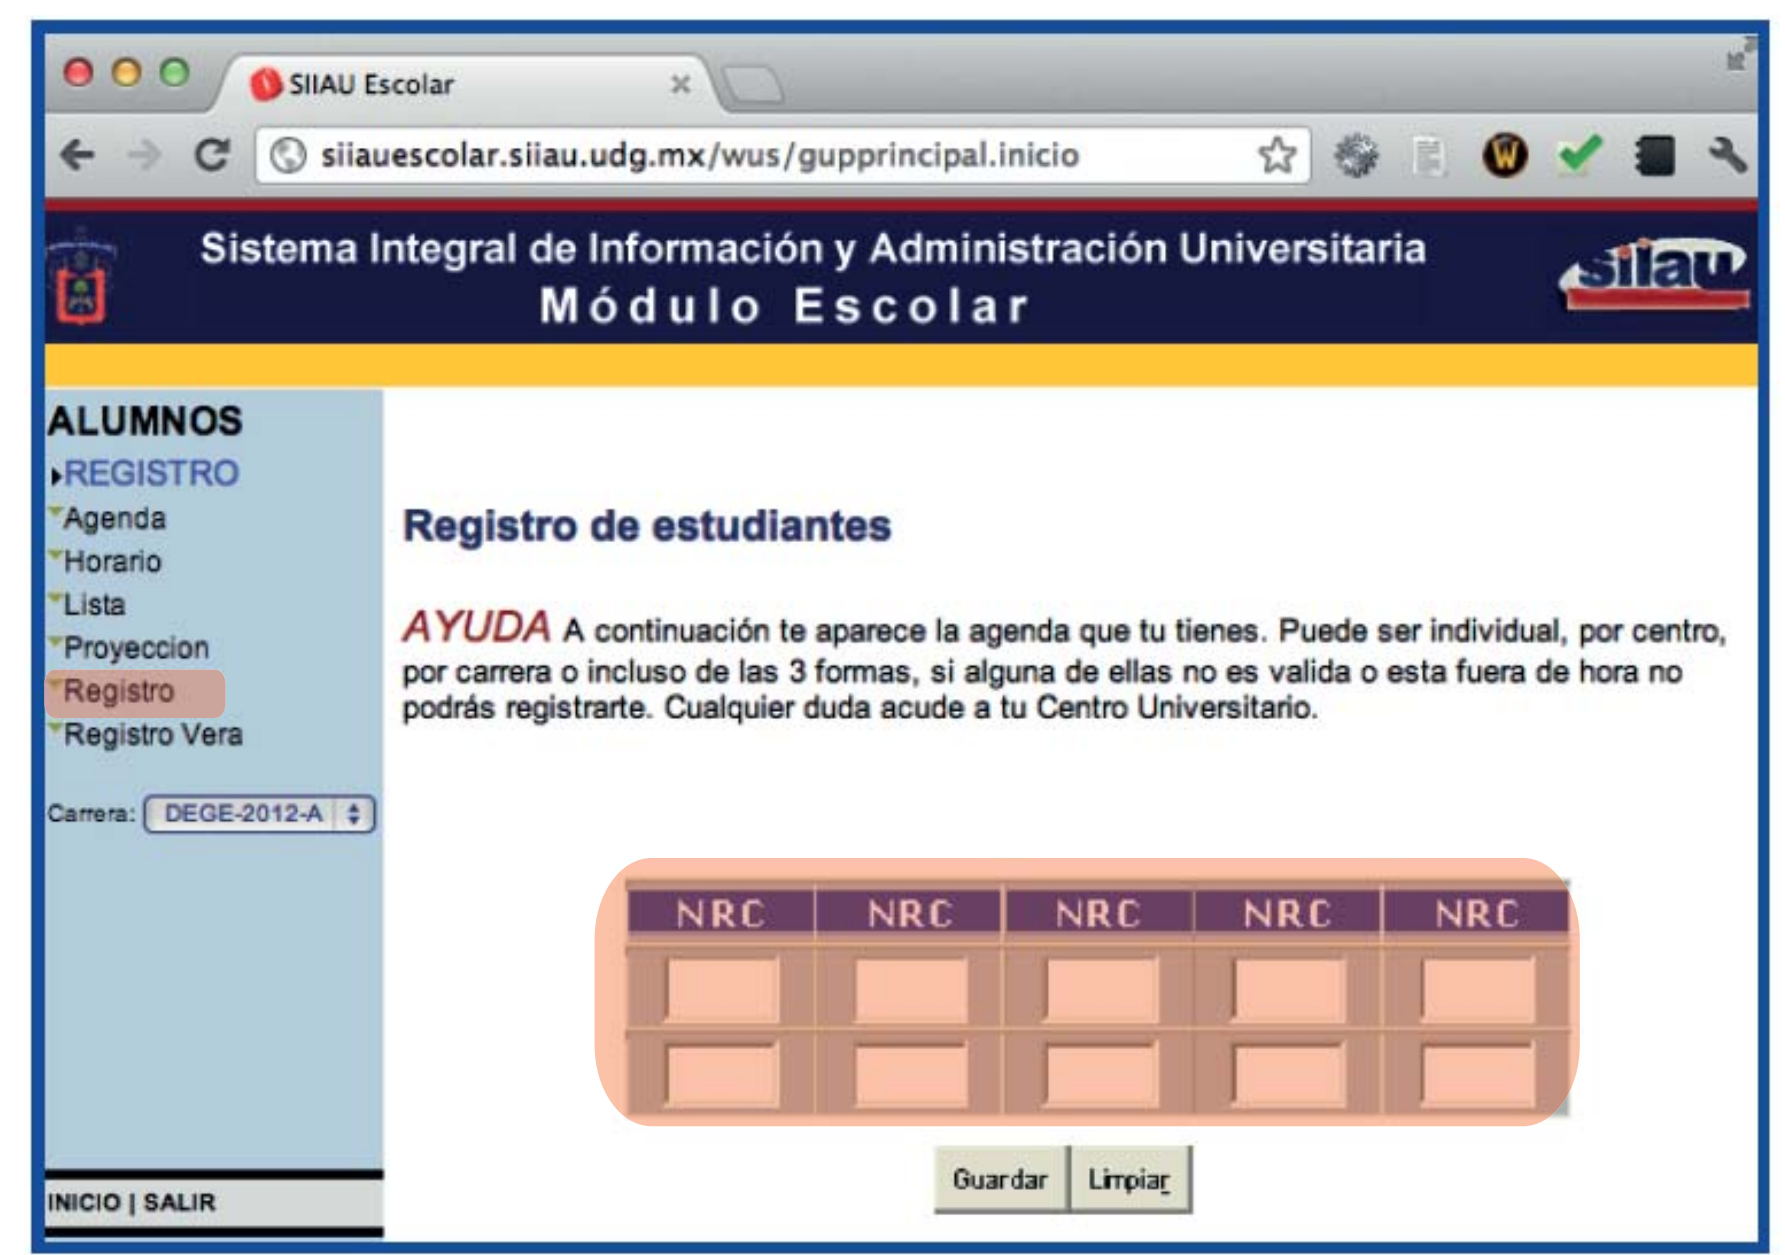 SIIAU Escolar
siiauescolar.siiau.udg.mx/wus/gupprincipal.inicio
W
Sistema Integral de Información y Administración Universitaria
Módulo Escolar
siiau
ALUMNOS
REGISTRO
Agenda
Horario
Lista
Proyeccion
Registro
Registro Vera
Carrera: DEGE-2012-A
INICIO | SALIR
Registro de estudiantes
AYUDA A continuación te aparece la agenda que tu tienes. Puede ser individual, por centro,
por carrera o incluso de las 3 formas, si alguna de ellas no es valida o esta fuera de hora no
podrás registrarte. Cualquier duda acude a tu Centro Universitario.
NRC NRC NRC NRC NRC
Guardar Limpiar